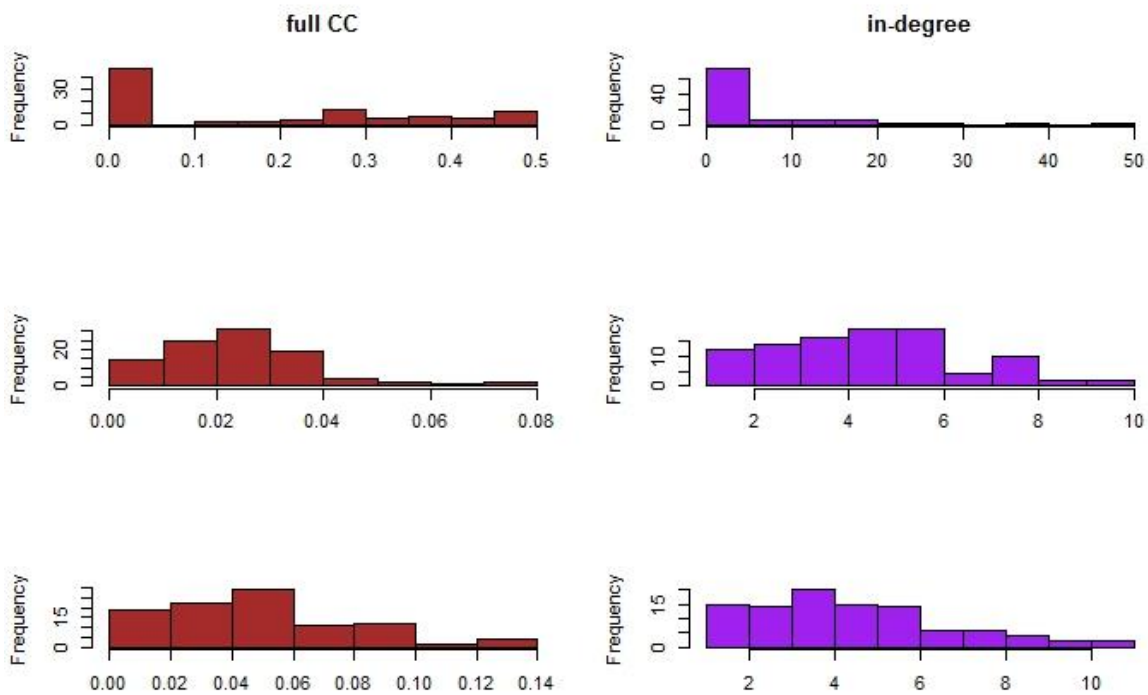 full CC
in-degree
Frequency
0 30
0.0 0.1 0.2 0.3 0.4 0.5
Frequency
0 40
0 10 20 30 40 50
Frequency
0 20
0.00 0.02 0.04 0.06 0.08
Frequency
0 10
2 4 6 8 10
Frequency
0 15
0.00 0.02 0.04 0.06 0.08 0.10 0.12 0.14
Frequency
0 15
2 4 6 8 10